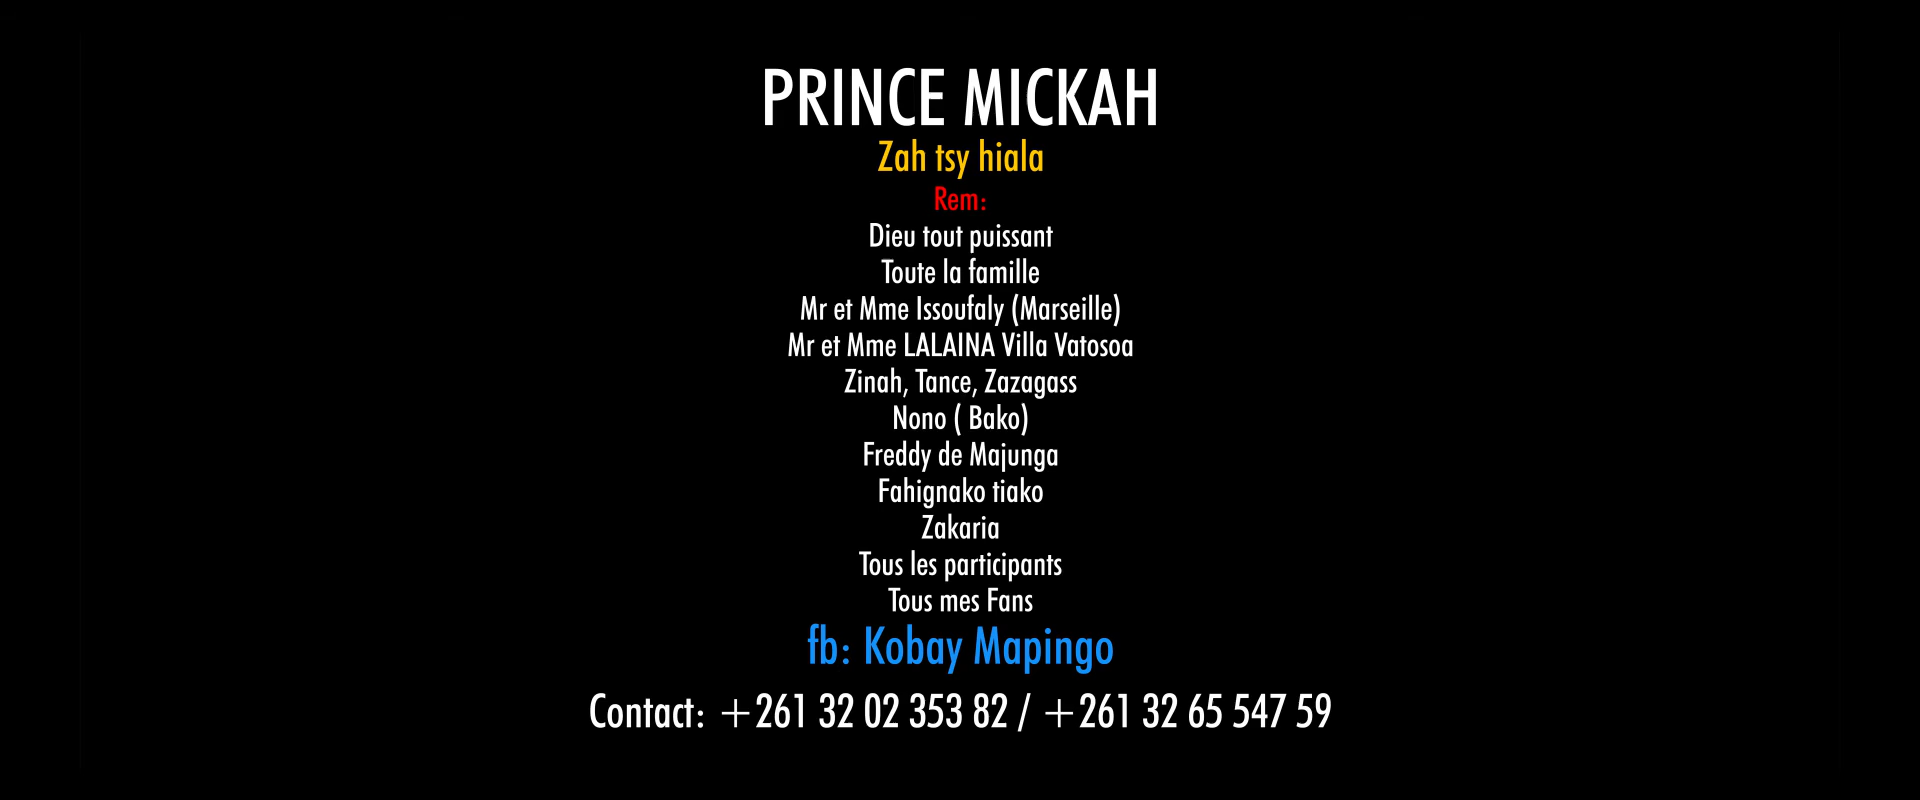 PRINCE MICKAH
Zah tsy hiala
Rem:
Dieu tout puissant
Toute la famille
Mr et Mme Issoufaly (Marseille)
Mr et Mme LALAINA Villa Vatosoa
Zinah, Tance, Zazagass
Nono ( Bako)
Freddy de Majunga
Fahignako tiako
Zakaria
Tous les participants
Tous mes Fans
fb: Kobay Mapingo
Contact: +261 32 02 353 82 / +261 32 65 547 59